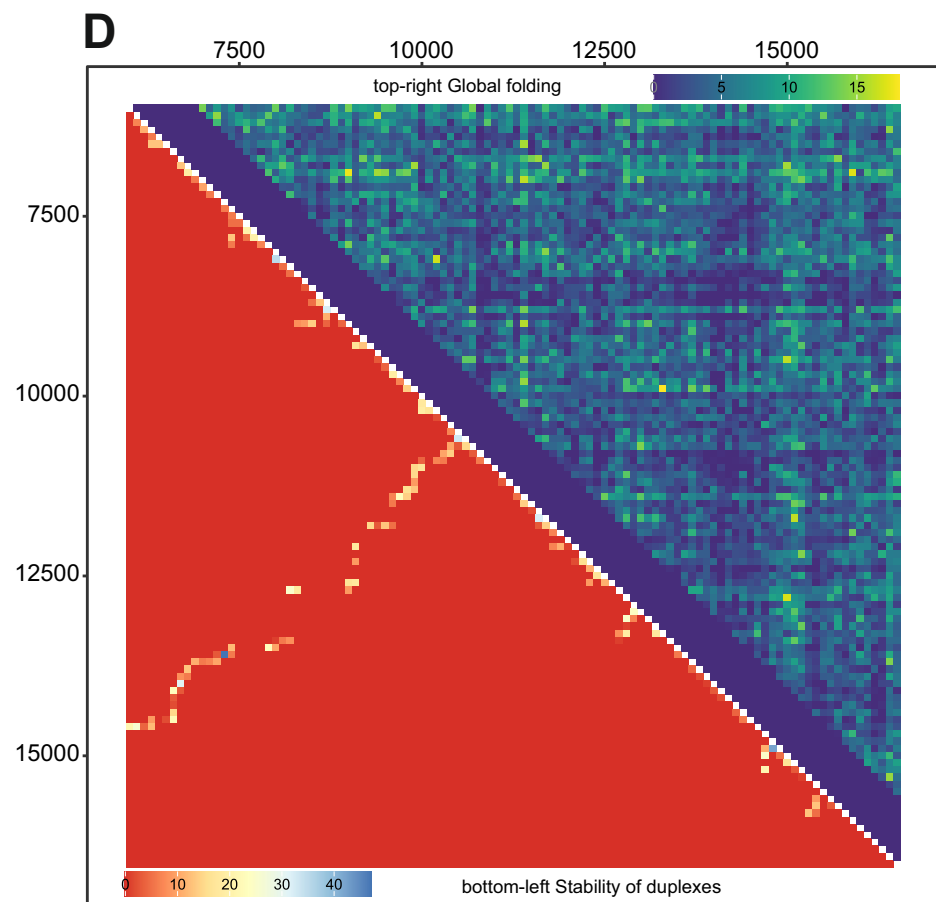 D
7500 10000 12500 15000
top-right Global folding
0 5 10 15
7500
10000
12500
15000
0 10 20 30 40
bottom-left Stability of duplexes